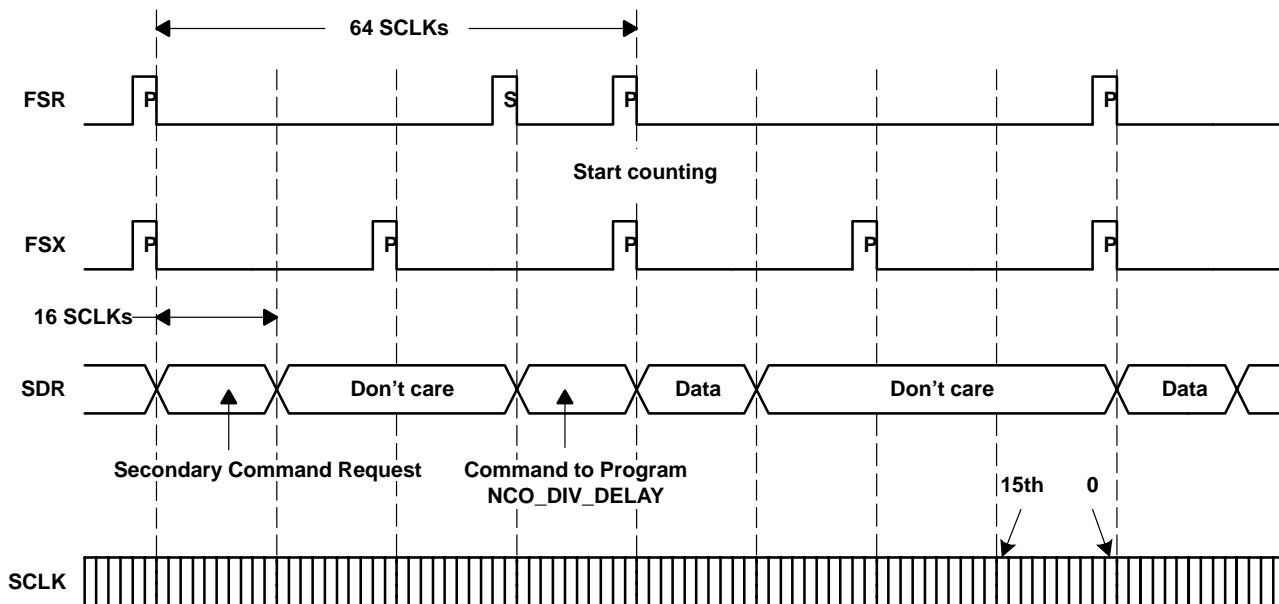 64 SCLKs
FSR
P
S
P
P
Start counting
FSX
P
P
P
P
P
16 SCLKs
SDR
Don’t care
Data
Don’t care
Data
Secondary Command Request
Command to Program
NCO_DIV_DELAY
15th
0
SCLK